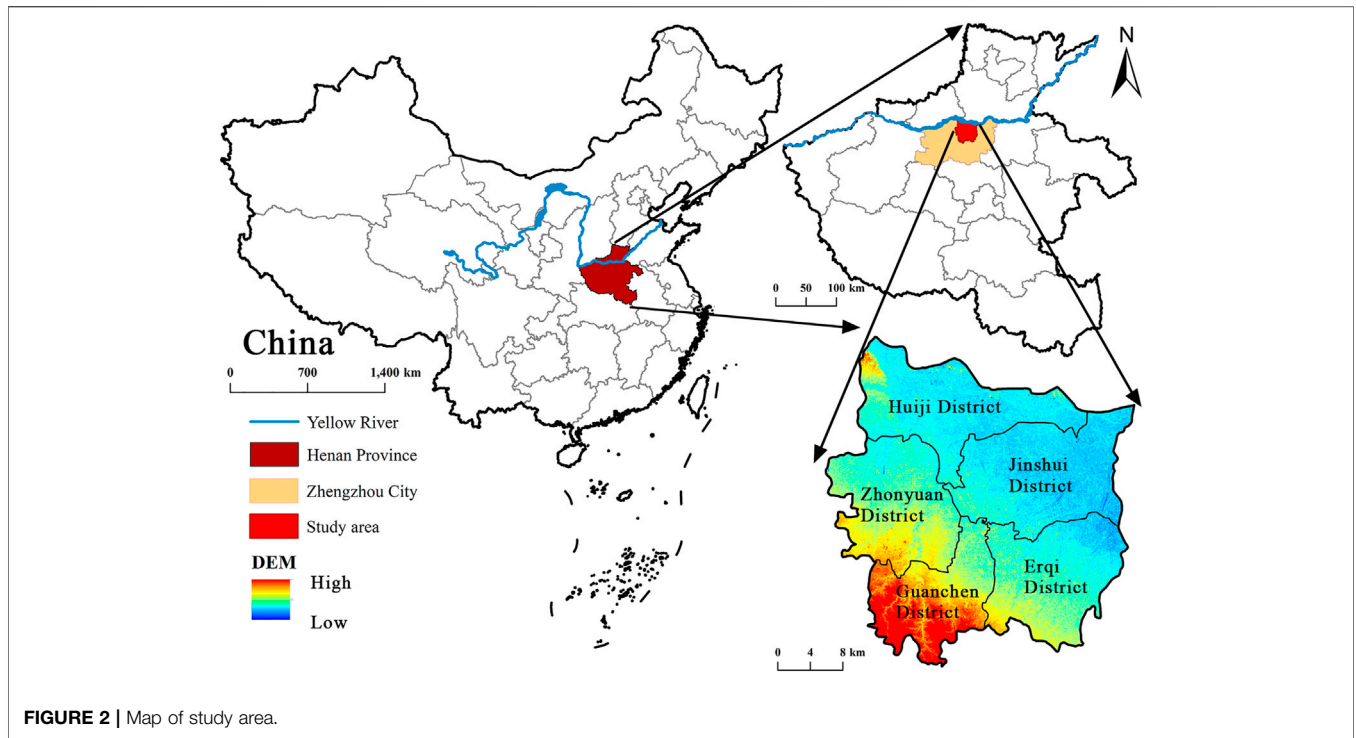 N
China
0 700 1,400 km
Yellow River
Henan Province
Zhengzhou City
Study area
DEM
High
Low
0 50 100 km
Huiji District
Jinshui
District
Zhonyuan
District
Erqi
District
Guanchen
District
0 4 8 km
FIGURE 2 | Map of study area.